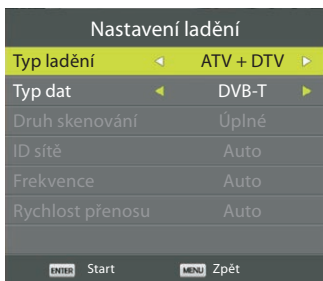 Nastavení ladění
Typ ladění ATV + DTV
Typ dat DVB-T
Druh skenování Úplné
ID sítě Auto
Frekvence Auto
Rychlost přenosu Auto
ENTER Start MENU Zpět